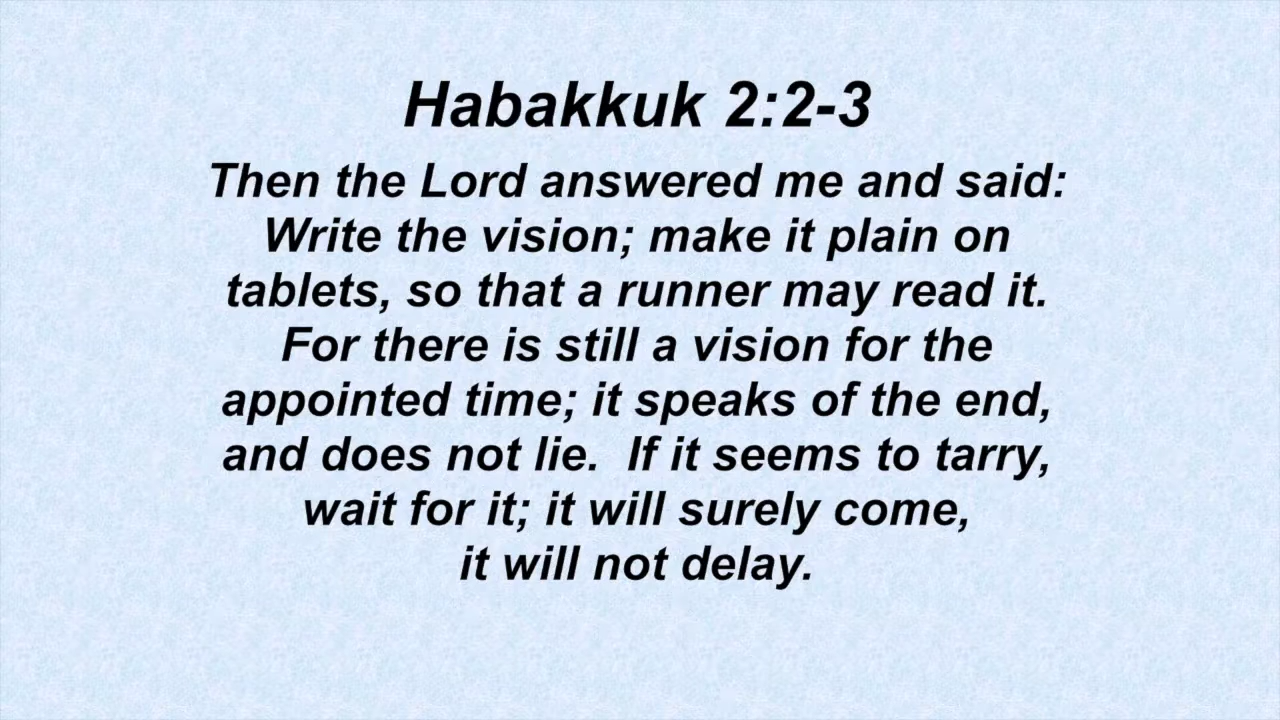 Habakkuk 2:2-3
Then the Lord answered me and said:
Write the vision; make it plain on
tablets, so that a runner may read it.
For there is still a vision for the
appointed time; it speaks of the end,
and does not lie.  If it seems to tarry,
wait for it; it will surely come,
it will not delay.